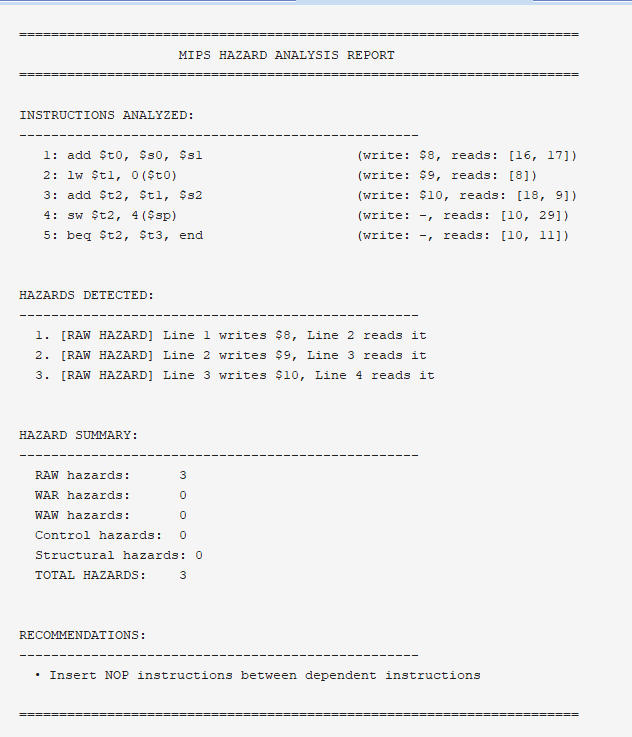 ======================================================================
MIPS HAZARD ANALYSIS REPORT
======================================================================
INSTRUCTIONS ANALYZED:
--------------------------------------------------
1: add $t0, $s0, $s1 (write: $8, reads: [16, 17])
2: lw $t1, 0($t0) (write: $9, reads: [8])
3: add $t2, $t1, $s2 (write: $10, reads: [18, 9])
4: sw $t2, 4($sp) (write: -, reads: [10, 29])
5: beq $t2, $t3, end (write: -, reads: [10, 11])
HAZARDS DETECTED:
--------------------------------------------------
1. [RAW HAZARD] Line 1 writes $8, Line 2 reads it
2. [RAW HAZARD] Line 2 writes $9, Line 3 reads it
3. [RAW HAZARD] Line 3 writes $10, Line 4 reads it
HAZARD SUMMARY:
--------------------------------------------------
RAW hazards: 3
WAR hazards: 0
WAW hazards: 0
Control hazards: 0
Structural hazards: 0
TOTAL HAZARDS: 3
RECOMMENDATIONS:
--------------------------------------------------
• Insert NOP instructions between dependent instructions
======================================================================